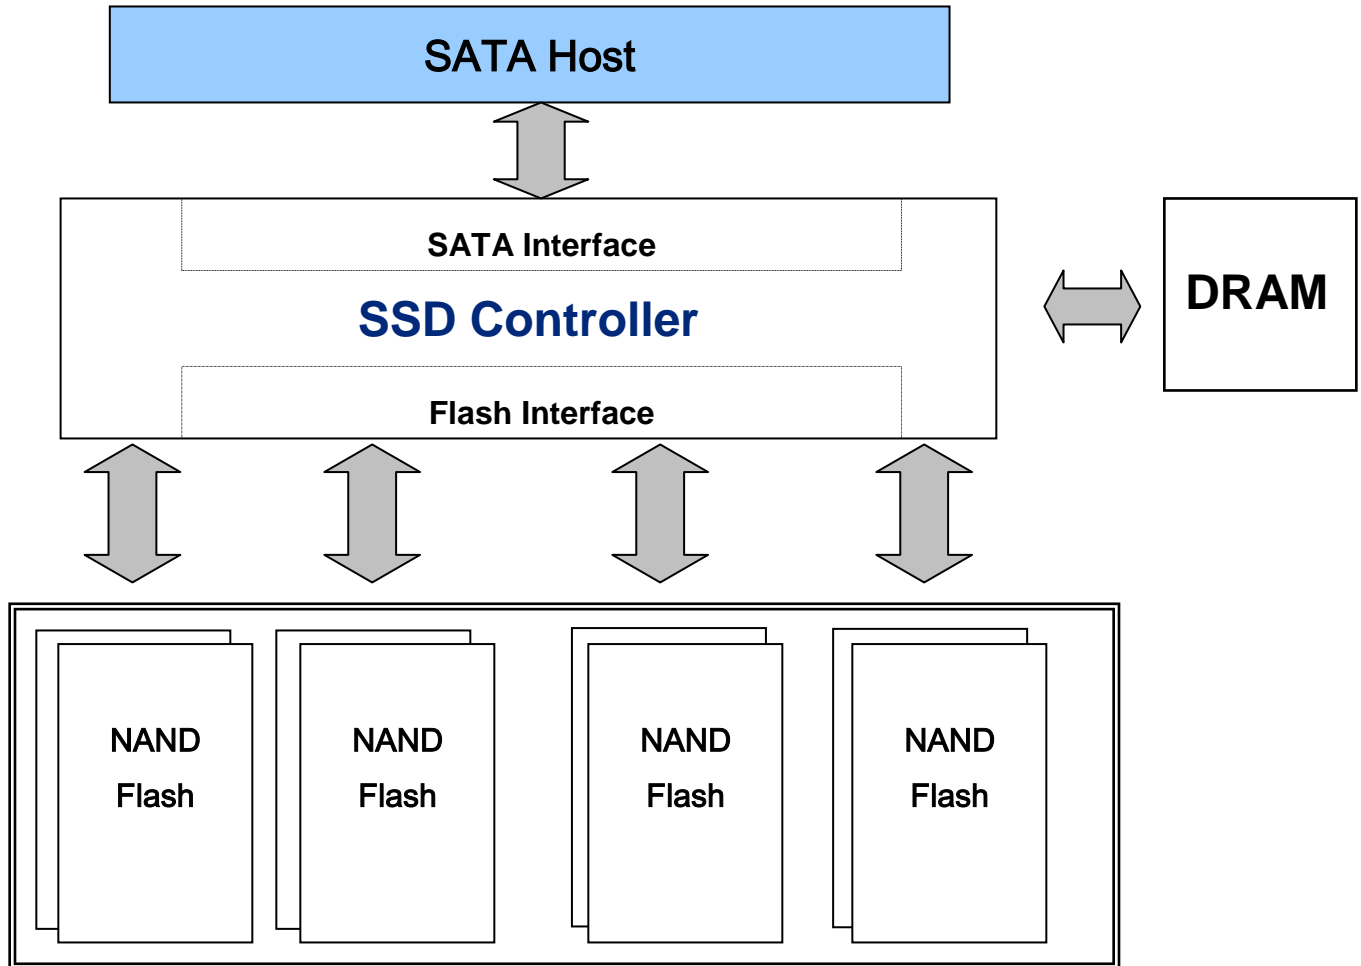 SATA Host
SATA Interface
SSD Controller
DRAM
Flash Interface
NAND
Flash
NAND
Flash
NAND
Flash
NAND
Flash